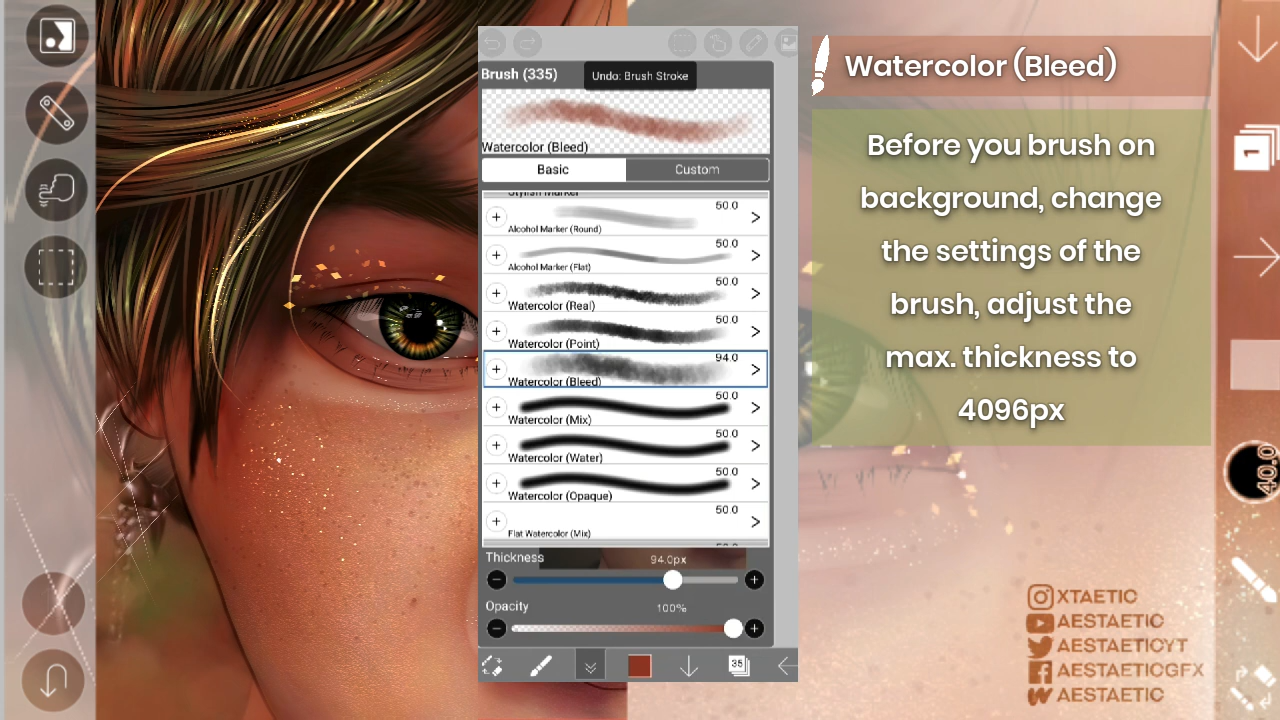 Brush (335)
Undo: Brush Stroke
Watercolor (Bleed)
Basic
Custom
Stylish Marker
50.0
Alcohol Marker (Round)
50.0
Alcohol Marker (Flat)
50.0
Watercolor (Real)
50.0
Watercolor (Point)
94.0
Watercolor (Bleed)
50.0
Watercolor (Mix)
50.0
Watercolor (Water)
50.0
Watercolor (Opaque)
50.0
Flat Watercolor (Mix)
Thickness
94.0px
Opacity
100%
35
Watercolor (Bleed)
Before you brush on
background, change
the settings of the
brush, adjust the
max. thickness to
4096px
1
40.0
XTAETIC
AESTAETIC
AESTAETICYT
AESTAETICGFX
AESTAETIC